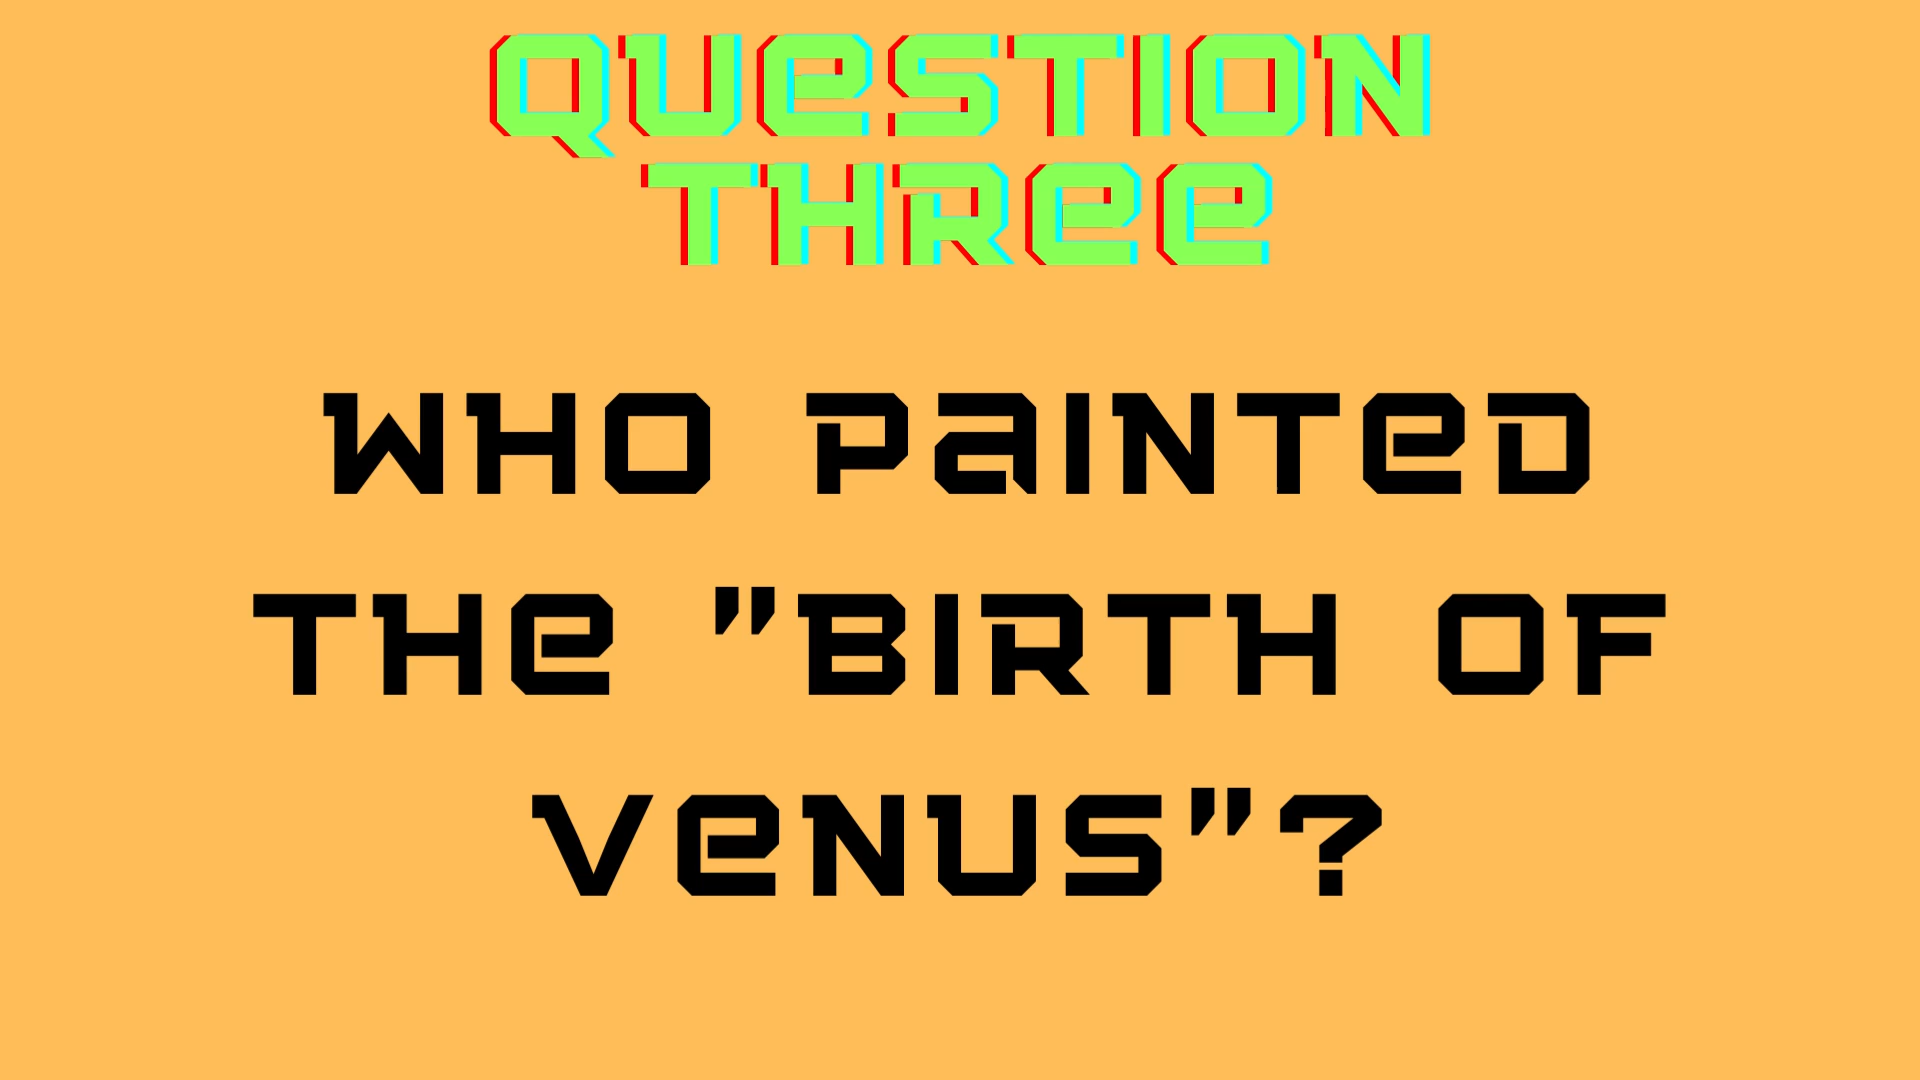 QUESTION
THREE
WHO PAINTED
THE "BIRTH OF
VENUS"?